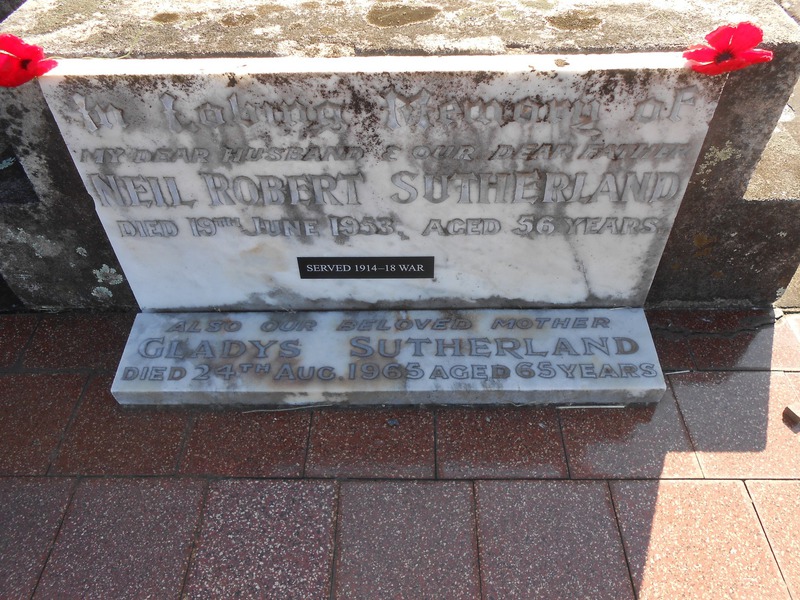 In Loving Memory of
MY DEAR HUSBAND & OUR DEAR FATHER
NEIL ROBERT SUTHERLAND
DIED 19TH JUNE 1953, AGED 56 YEARS
SERVED 1914–18 WAR
ALSO OUR BELOVED MOTHER
GLADYS SUTHERLAND
DIED 24TH AUG. 1965 AGED 65 YEARS